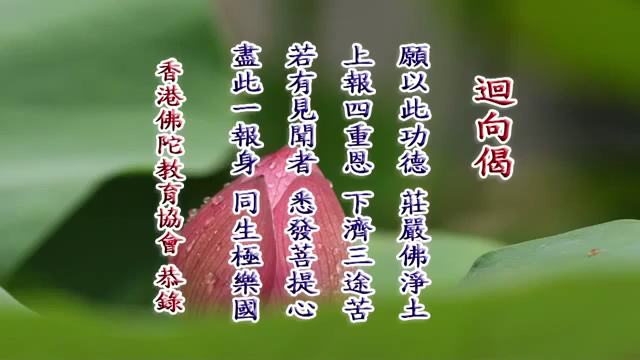 迴向偈
願以此功德 莊嚴佛淨土
上報四重恩 下濟三途苦
若有見聞者 悉發菩提心
盡此一報身 同生極樂國
香港佛陀教育協會 恭錄